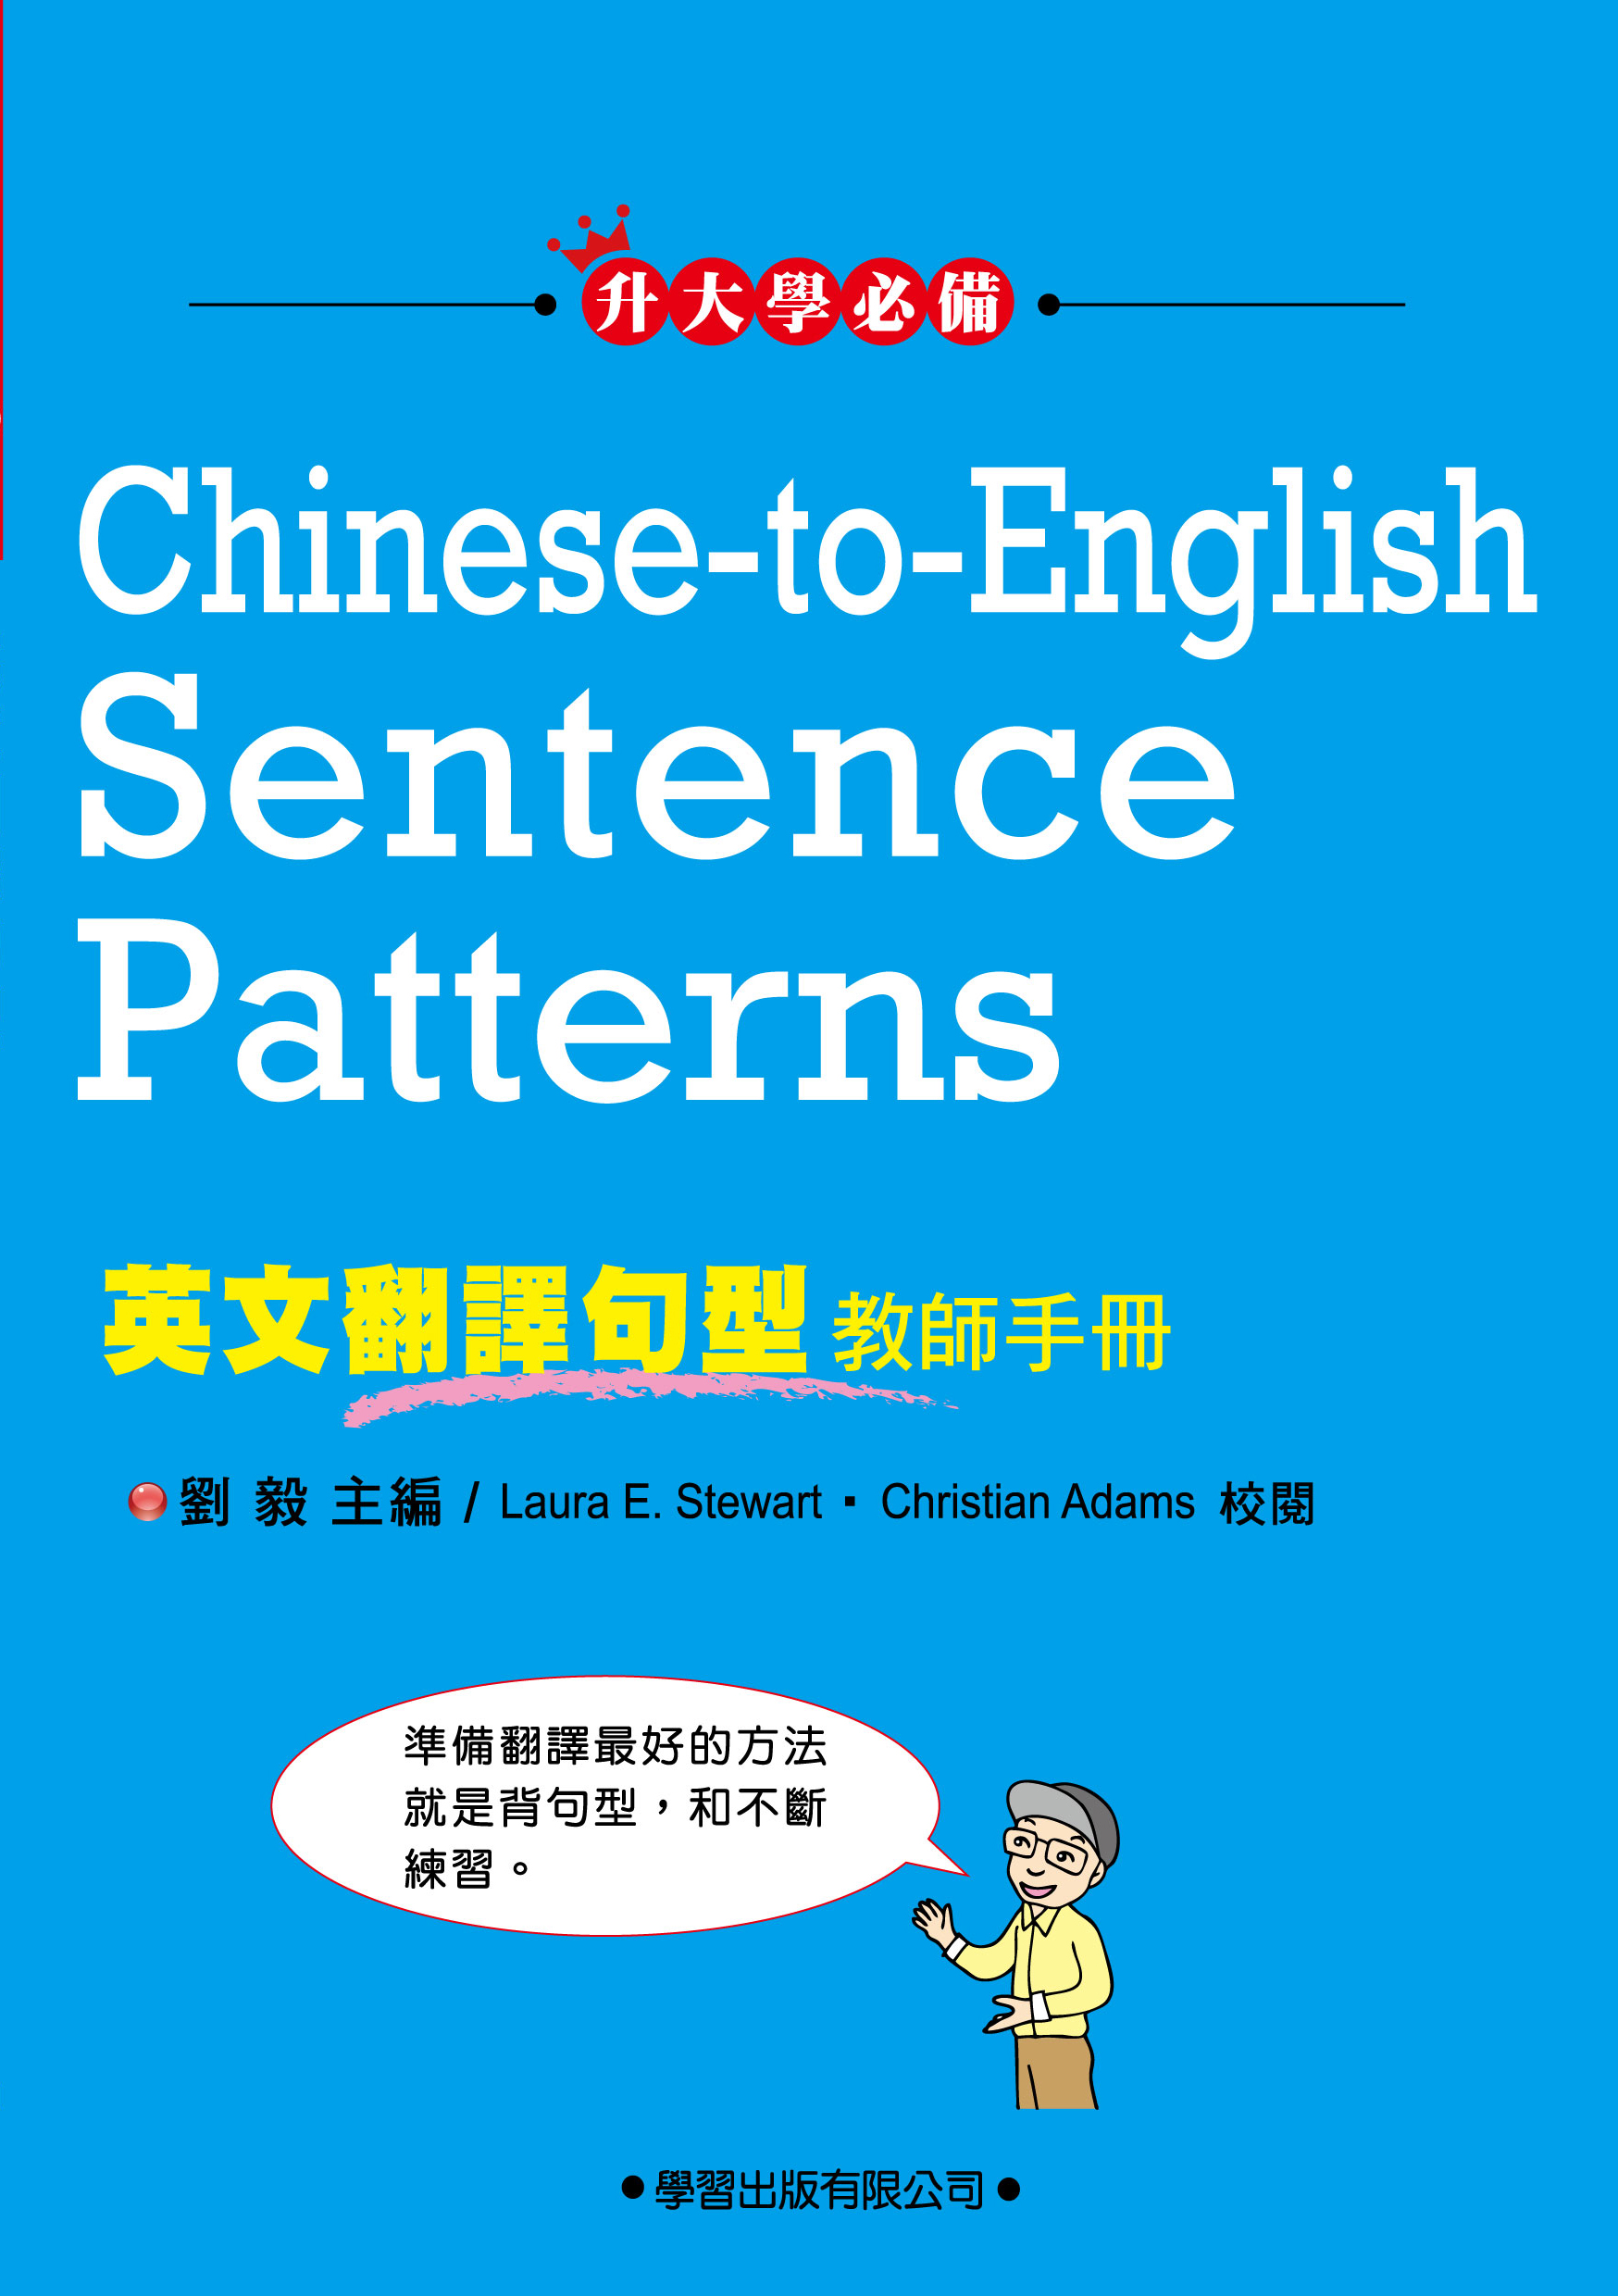 升大學必備
Chinese-to-English
Sentence
Patterns
英文翻譯句型 教師手冊
劉 毅 主編 / Laura E. Stewart ▪ Christian Adams 校閱
準備翻譯最好的方法
就是背句型，和不斷
練習。
●學習出版有限公司●